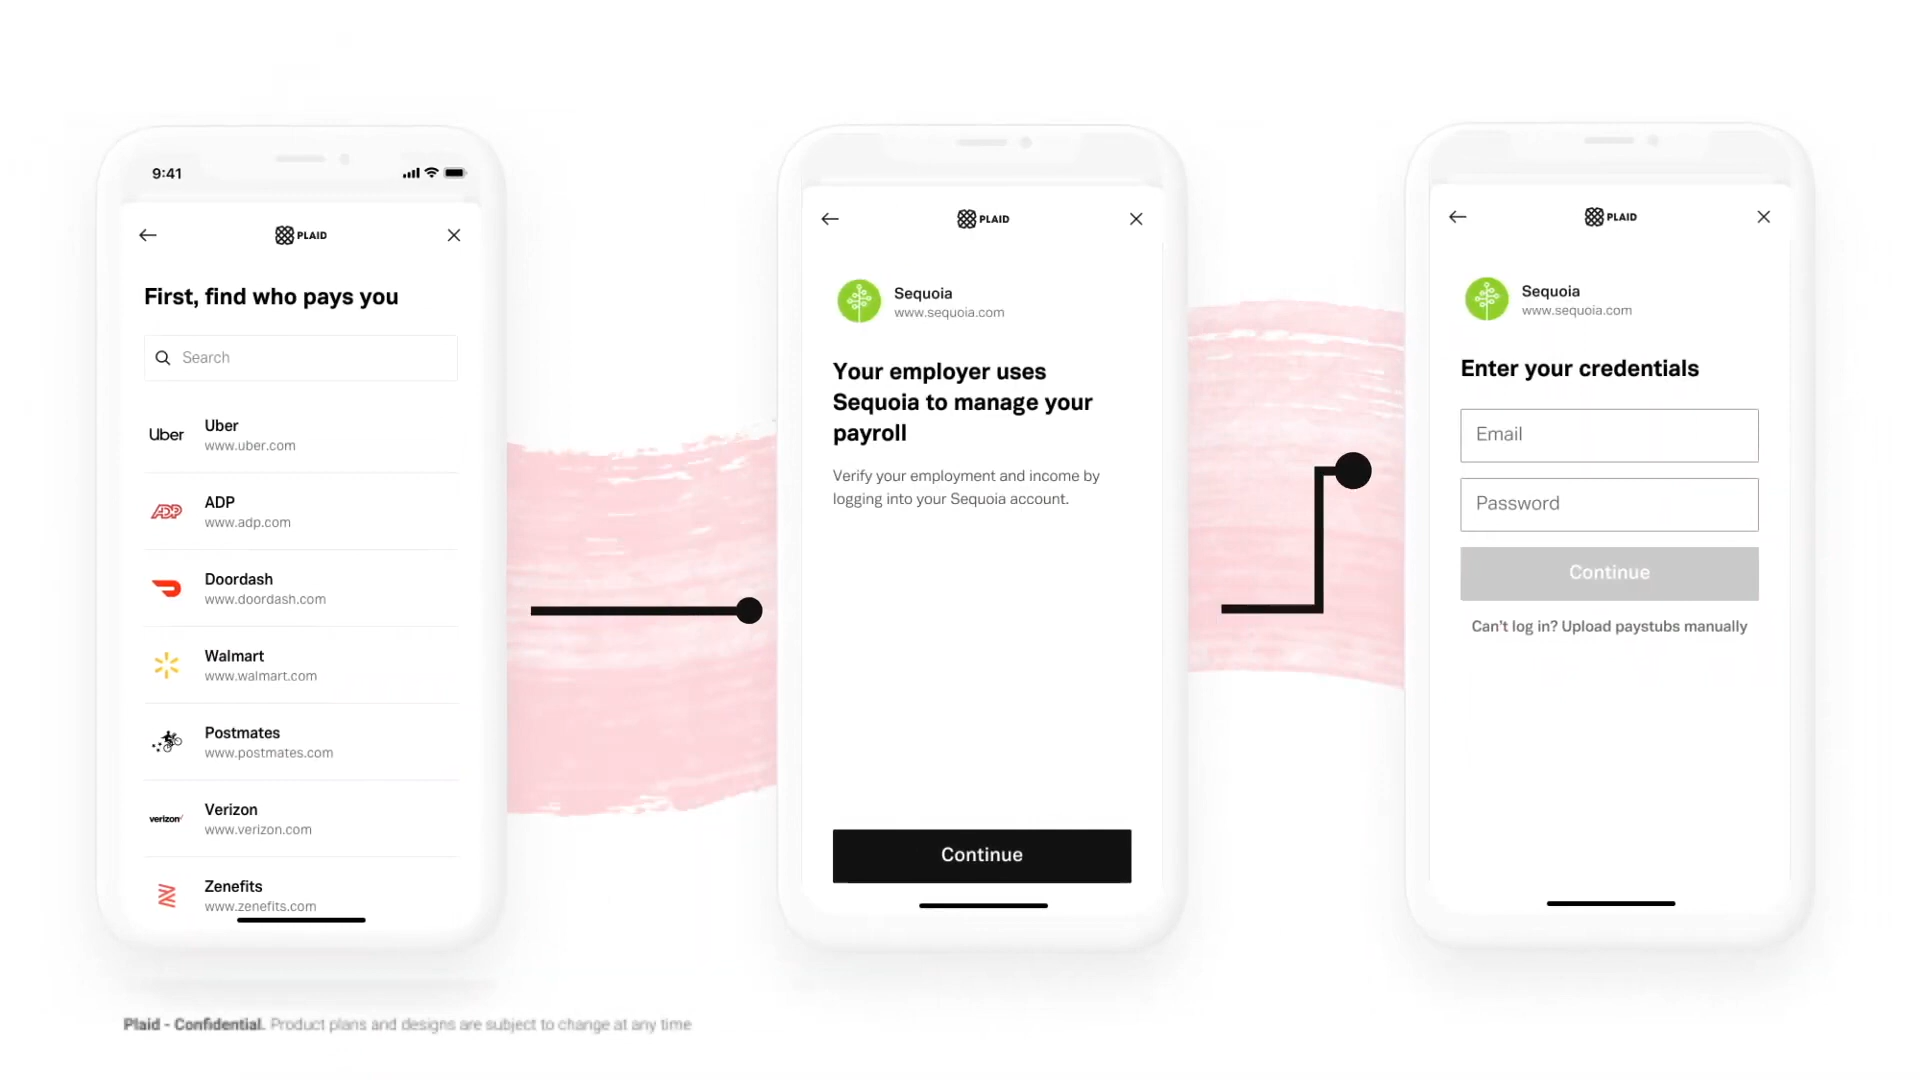 9:41
PLAID
First, find who pays you
Search
Uber
Uber
www.uber.com
ADP
ADP
www.adp.com
Doordash
www.doordash.com
Walmart
www.walmart.com
Postmates
www.postmates.com
verizon
Verizon
www.verizon.com
Zenefits
www.zenefits.com
PLAID
Sequoia
www.sequoia.com
Your employer uses
Sequoia to manage your
payroll
Verify your employment and income by
logging into your Sequoia account.
Continue
PLAID
Sequoia
www.sequoia.com
Enter your credentials
Email
Password
Continue
Can't log in? Upload paystubs manually
Plaid - Confidential. Product plans and designs are subject to change at any time